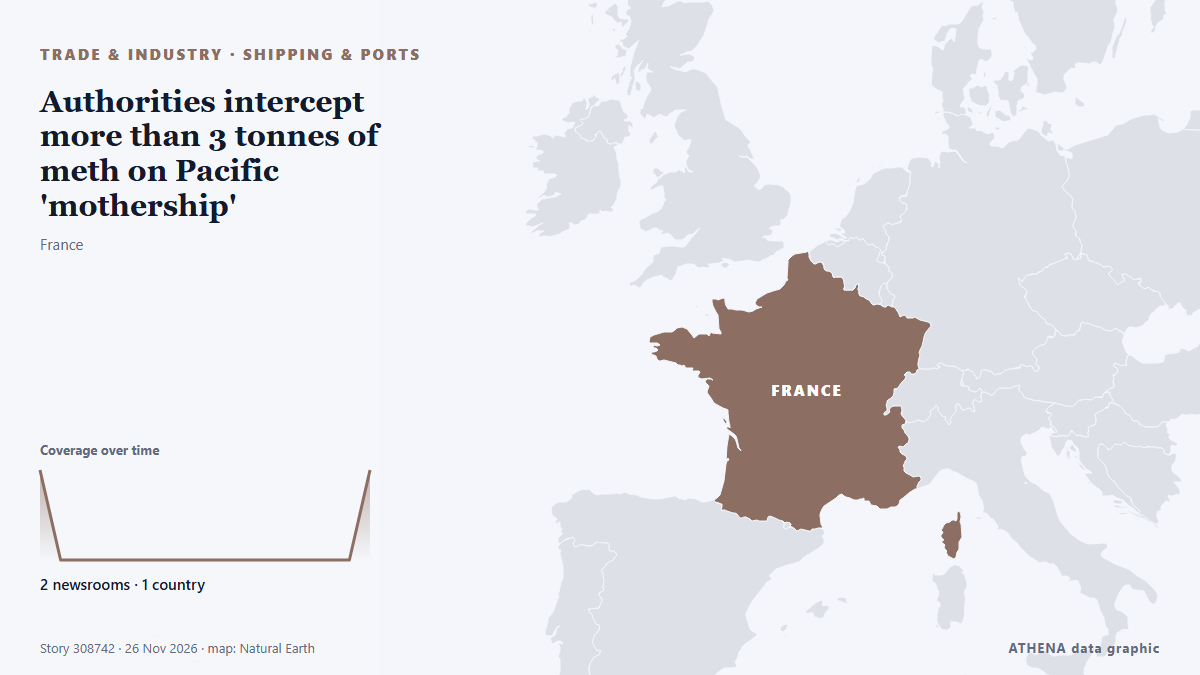 TRADE & INDUSTRY · SHIPPING & PORTS
Authorities intercept
more than 3 tonnes of
meth on Pacific
'mothership'
France
FRANCE
Coverage over time
2 newsrooms · 1 country
Story 308742 · 26 Nov 2026 · map: Natural Earth
ATHENA data graphic